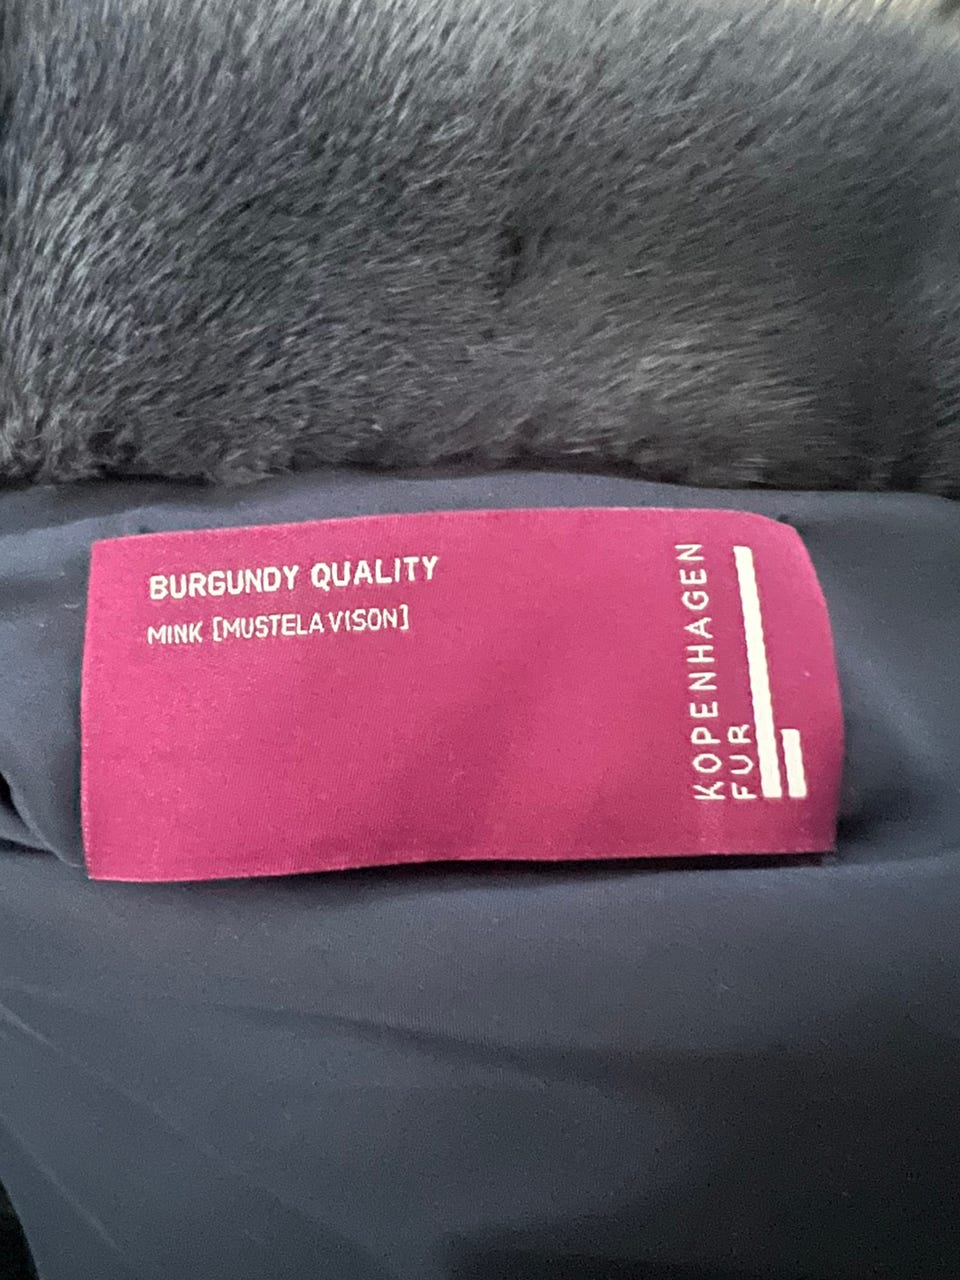 BURGUNDY QUALITY
MINK [MUSTELA VISON]
KOPENHAGEN
FUR